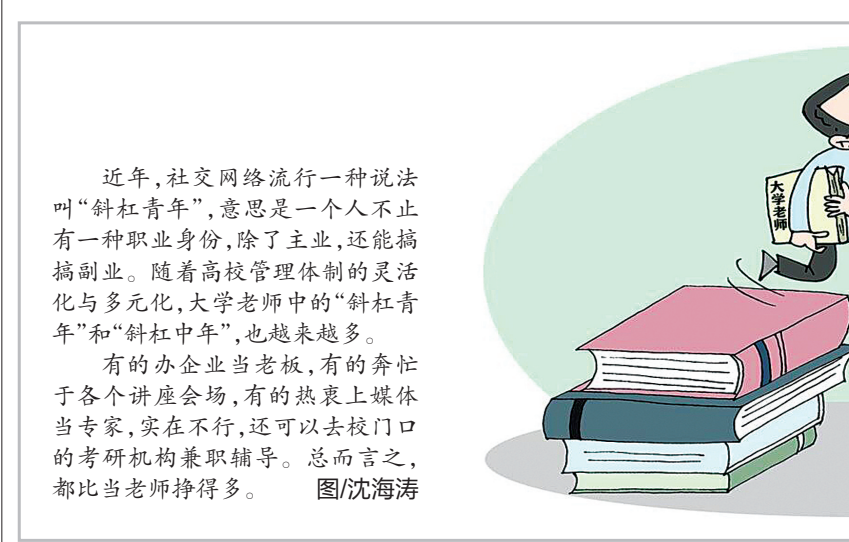 近年,社交网络流行一种说法
叫“斜杠青年”,意思是一个人不止
有一种职业身份,除了主业,还能搞
搞副业。随着高校管理体制的灵活
化与多元化,大学老师中的“斜杠青
年”和“斜杠中年”,也越来越多。
有的办企业当老板,有的奔忙
于各个讲座会场,有的热衷上媒体
当专家,实在不行,还可以去校门口
的考研机构兼职辅导。总而言之,
都比当老师挣得多。 图/沈海涛
大学老师